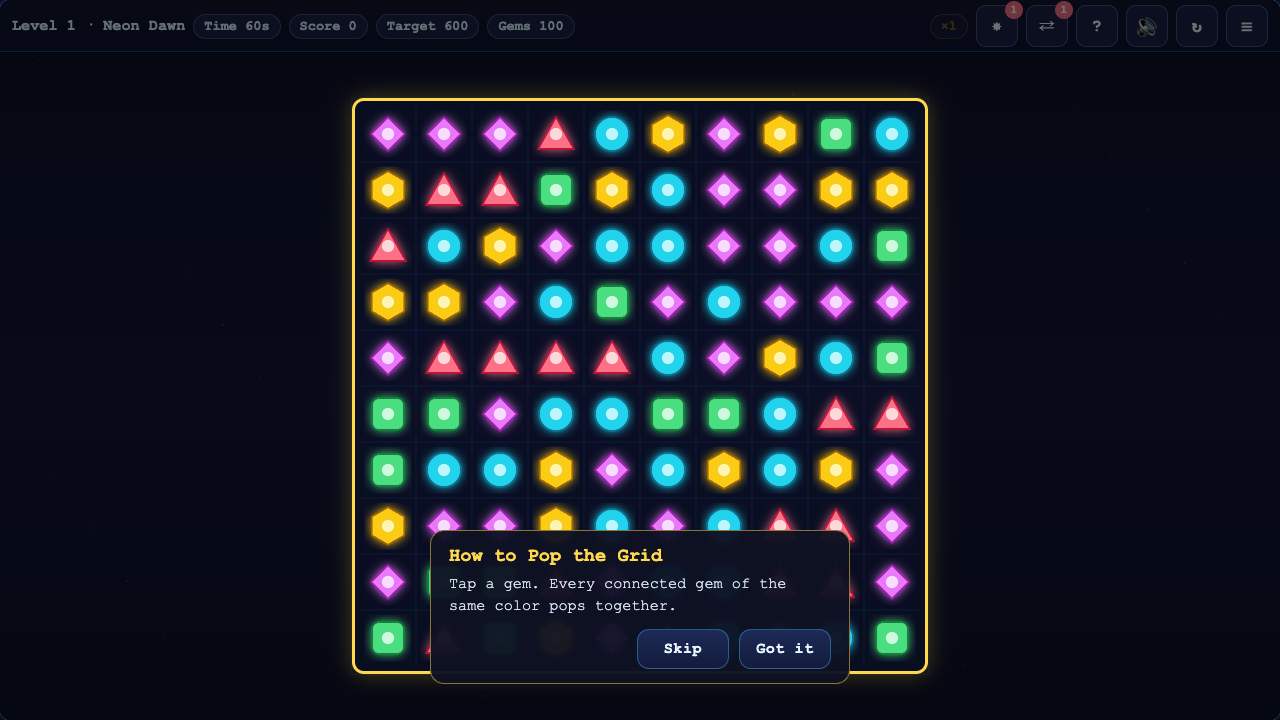 Level 1 · Neon Dawn Time 60s Score 0 Target 600 Gems 100 ×1 1 1 ?
How to Pop the Grid
Tap a gem. Every connected gem of the
same color pops together.
Skip Got it